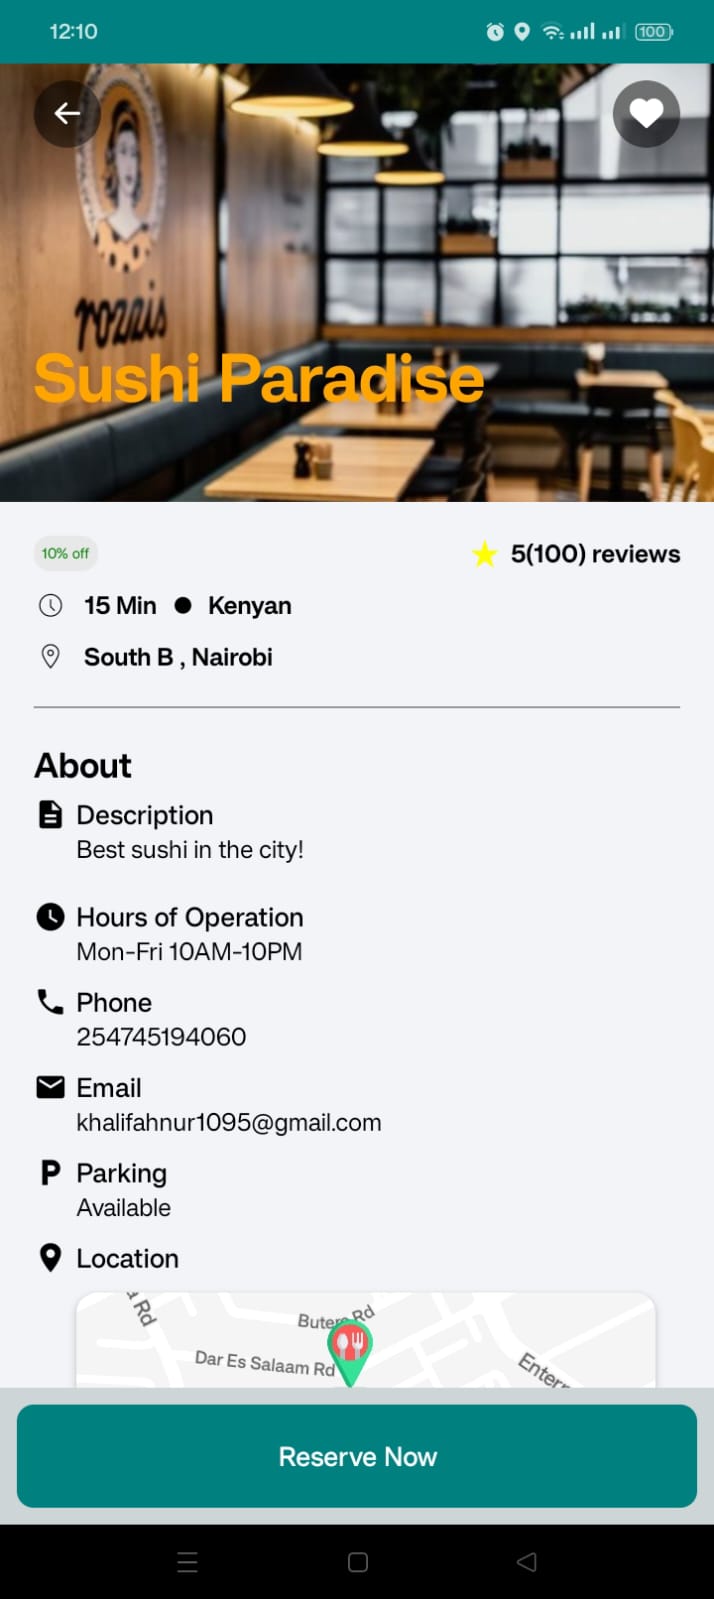 12:10
100
rozzis
Sushi Paradise
10% off
5(100) reviews
15 Min ● Kenyan
South B , Nairobi
About
Description
Best sushi in the city!
Hours of Operation
Mon-Fri 10AM-10PM
Phone
254745194060
Email
khalifahnur1095@gmail.com
P Parking
Available
Location
Rd
Rd
Dar Es Salaam Rd
Reserve Now